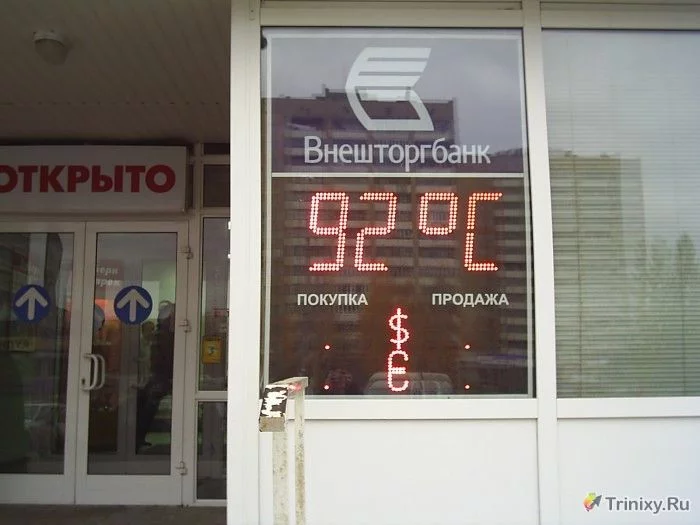 Внешторгбанк
ОТКРЫТО
92°C
ПОКУПКА ПРОДАЖА
$
€
Trinixy.Ru